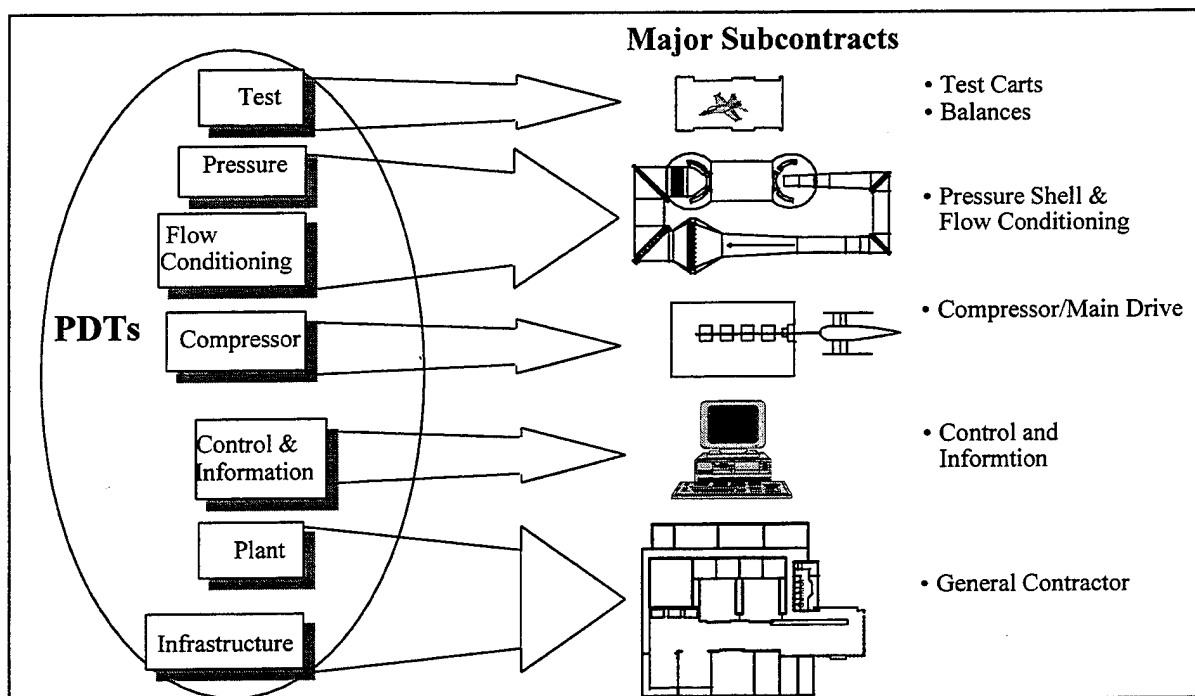 Major Subcontracts
PDTs
Test
Pressure
Flow
Conditioning
Compressor
Control &
Information
Plant
Infrastructure
• Test Carts
• Balances
• Pressure Shell &
Flow Conditioning
• Compressor/Main Drive
• Control and
Informtion
• General Contractor